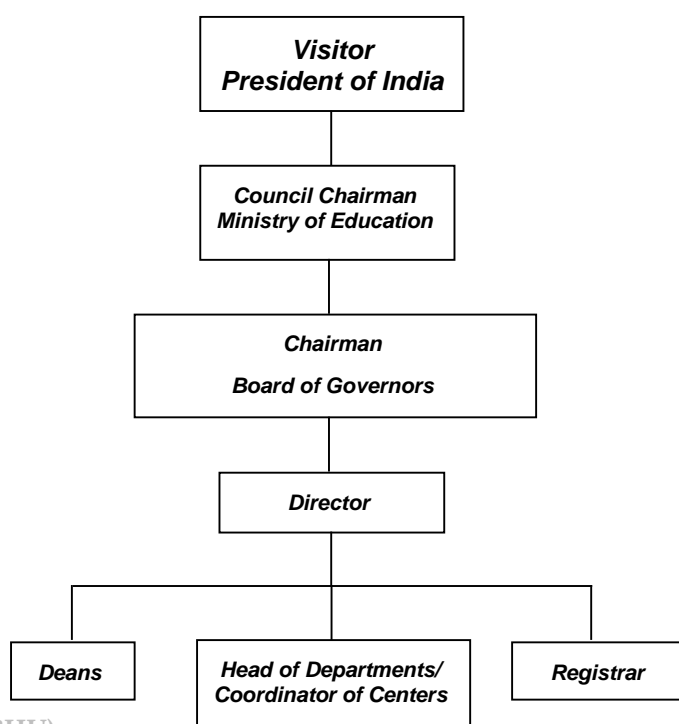 Visitor
President of India
Council Chairman
Ministry of Education
Chairman
Board of Governors
Director
Deans
Head of Departments/
Coordinator of Centers
Registrar